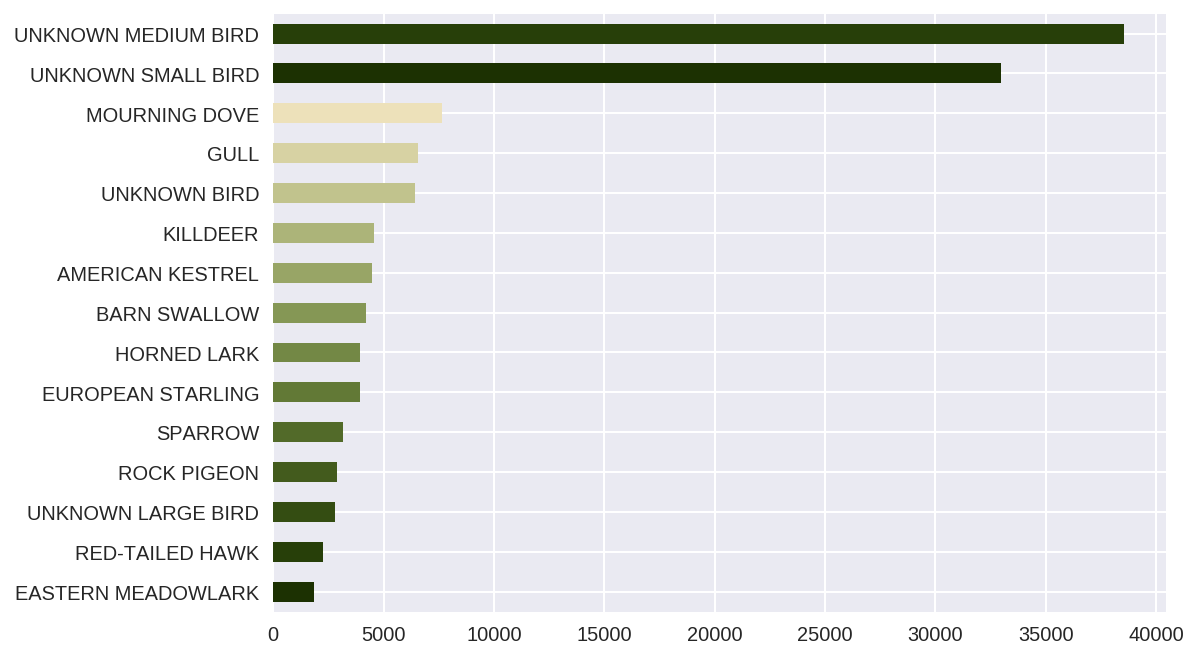 UNKNOWN MEDIUM BIRD
UNKNOWN SMALL BIRD
MOURNING DOVE
GULL
UNKNOWN BIRD
KILLDEER
AMERICAN KESTREL
BARN SWALLOW
HORNED LARK
EUROPEAN STARLING
SPARROW
ROCK PIGEON
UNKNOWN LARGE BIRD
RED-TAILED HAWK
EASTERN MEADOWLARK
0 5000 10000 15000 20000 25000 30000 35000 40000